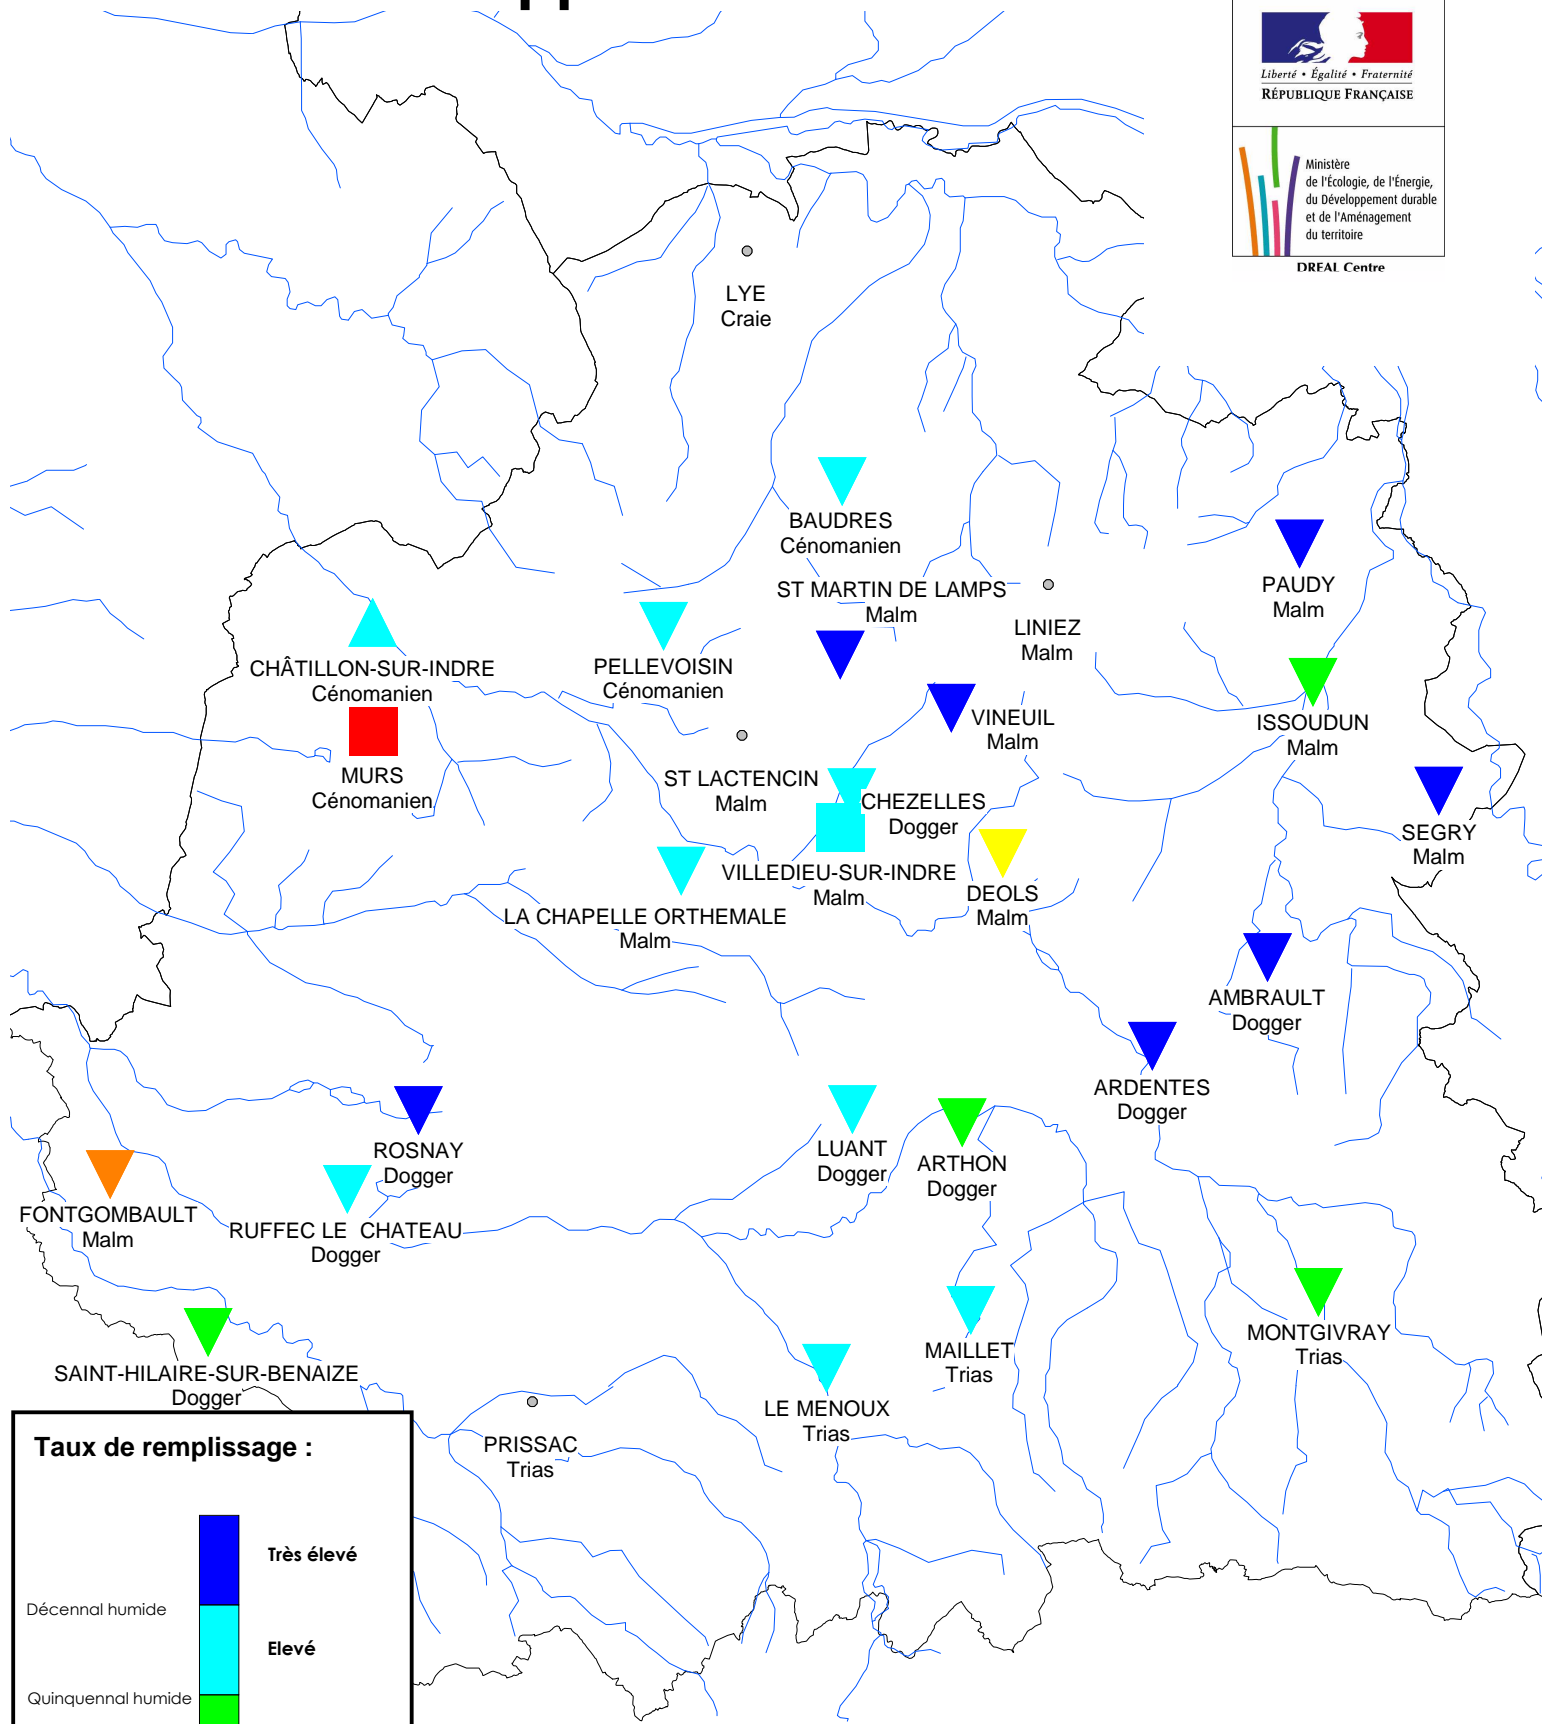 Liberté • Égalité • Fraternité
RÉPUBLIQUE FRANÇAISE
Ministère
de l'Écologie, de l'Énergie,
du Développement durable
et de l'Aménagement
du territoire
DREAL Centre
LYE
Craie
BAUDRES
Cénomanien
ST MARTIN DE LAMPS
Malm
LINIEZ
Malm
PAUDY
Malm
CHÂTILLON-SUR-INDRE
Cénomanien
PELLEVOISIN
Cénomanien
VINEUIL
Malm
ISSOUDUN
Malm
MURS
Cénomanien
ST LACTENCIN
Malm
CHEZELLES
Dogger
SEGRY
Malm
VILLEDIEU-SUR-INDRE
Malm
DEOLS
Malm
LA CHAPELLE ORTHEMALE
Malm
AMBRAULT
Dogger
ARDENTES
Dogger
ROSNAY
Dogger
LUANT
Dogger
ARTHON
Dogger
FONTGOMBAULT
Malm
RUFFEC LE CHATEAU
Dogger
MAILLET
Trias
MONTGIVRAY
Trias
SAINT-HILAIRE-SUR-BENAIZE
Dogger
LE MENOUX
Trias
PRISSAC
Trias
Taux de remplissage :
Très élevé
Décennal humide
Elevé
Quinquennal humide